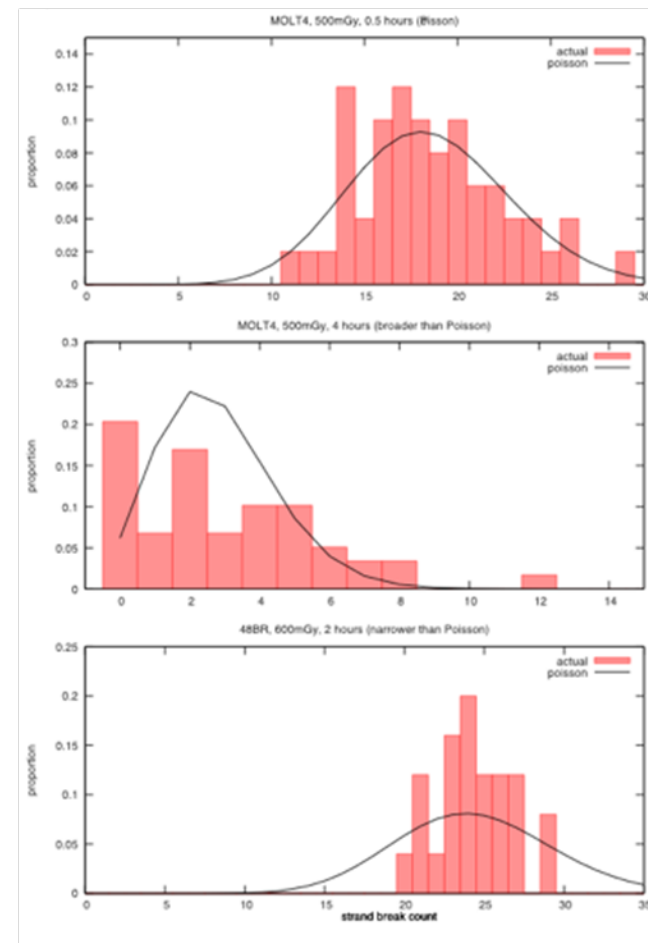 MOLT4, 500mGy, 0.5 hours (Poisson)
actual
poisson
proportion
0.14
0.12
0.1
0.08
0.06
0.04
0.02
0
0 5 10 15 20 25 30
MOLT4, 500mGy, 4 hours (broader than Poisson)
actual
poisson
proportion
0.3
0.25
0.2
0.15
0.1
0.05
0
0 2 4 6 8 10 12 14
48BR, 600mGy, 2 hours (narrower than Poisson)
actual
poisson
proportion
0.25
0.2
0.15
0.1
0.05
0
0 5 10 15 20 25 30 35
strand break count